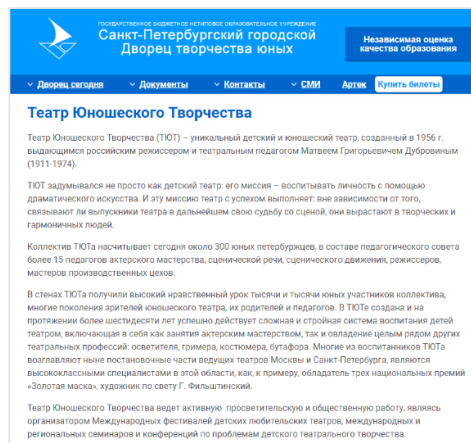 ГОСУДАРСТВЕННОЕ БЮДЖЕТНОЕ НЕТИПОВОЕ ОБРАЗОВАТЕЛЬНОЕ УЧРЕЖДЕНИЕ
Санкт-Петербургский городской
Дворец творчества юных
Независимая оценка
качества образования
Дворец сегодня Документы Контакты СМИ Артек Купить билеты
Театр Юношеского Творчества
Театр Юношеского Творчества (ТЮТ) – уникальный детский и юношеский театр, созданный в 1956 г.
выдающимся российским режиссером и театральным педагогом Матвеем Григорьевичем Дубровиным
(1911-1974).
ТЮТ задумывался не просто как детский театр: его миссия – воспитывать личность с помощью
драматического искусства. И эту миссию театр с успехом выполняет: вне зависимости от того,
связывают ли выпускники театра в дальнейшем свою судьбу со сценой, они вырастают в творческих и
гармоничных людей.
Коллектив ТЮТа насчитывает сегодня около 300 юных петербуржцев, в составе педагогического совета
более 15 педагогов актерского мастерства, сценической речи, сценического движения, режиссеров,
мастеров производственных цехов.
В стенах ТЮТа получили высокий нравственный урок тысячи и тысячи юных участников коллектива,
многие поколения зрителей юношеского театра, их родителей и педагогов. В ТЮТе создана и на
протяжении более шестидесяти лет успешно действует сложная и стройная система воспитания детей
театром, включающая в себя как занятия актерским мастерством, так и овладение целым рядом других
театральных профессий: осветителя, гримера, костюмера, бутафора. Многие из воспитанников ТЮТа
возглавляют ныне постановочные части ведущих театров Москвы и Санкт-Петербурга, являются
высококлассными специалистами в этой области, как, к примеру, обладатель трех национальных премий
«Золотая маска», художник по свету Г. Фильштинский.
Театр Юношеского Творчества ведет активную просветительскую и общественную работу, являясь
организатором Международных фестивалей детских любительских театров, международных и
региональных семинаров и конференций по проблемам детского театрального творчества.